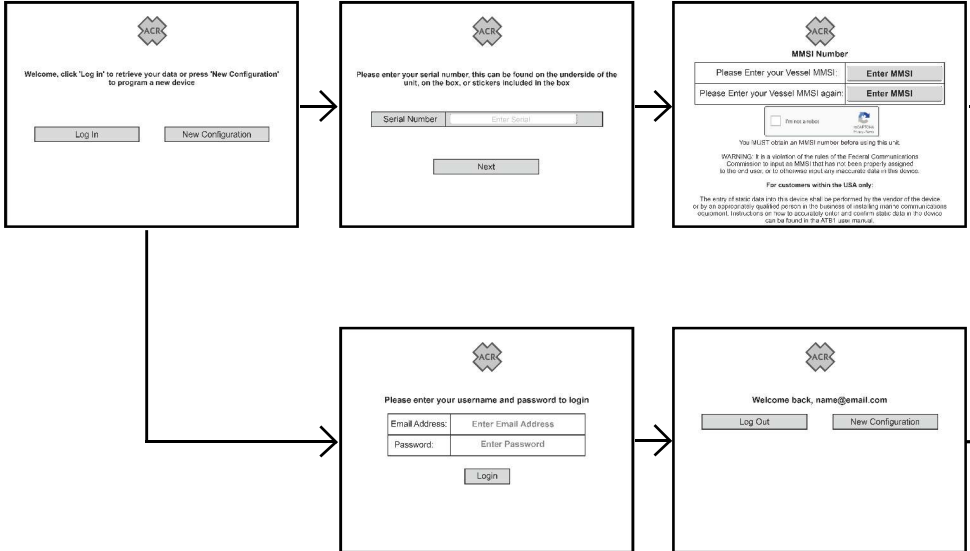 ACR
Welcome, click 'Log in' to retrieve your data or press 'New Configuration'
to program a new device
Log In
New Configuration
ACR
Please enter your serial number, this can be found on the underside of the
unit, on the box, or stickers included in the box
Serial Number
Enter Serial
Next
ACR
MMSI Number
Please Enter your Vessel MMSI:
Enter MMSI
Please Enter your Vessel MMSI again:
Enter MMSI
I'm not a robot
reCAPTCHA
You MUST obtain an MMSI number before using this unit.
WARNING: It is a violation of the rules of the Federal Communications
Commission to input an MMSI that has not been properly assigned
to the end user, or to otherwise input any inaccurate data in this device.
For customers within the USA only:
The entry of static data into this device shall be performed by the vendor of the device
or by an appropriately qualified person in the business of installing marine communications
equipment. Instructions on how to accurately enter and confirm static data in the device
can be found in the ATB1 user manual.
ACR
Please enter your username and password to login
Email Address:
Enter Email Address
Password:
Enter Password
Login
ACR
Welcome back, name@email.com
Log Out
New Configuration